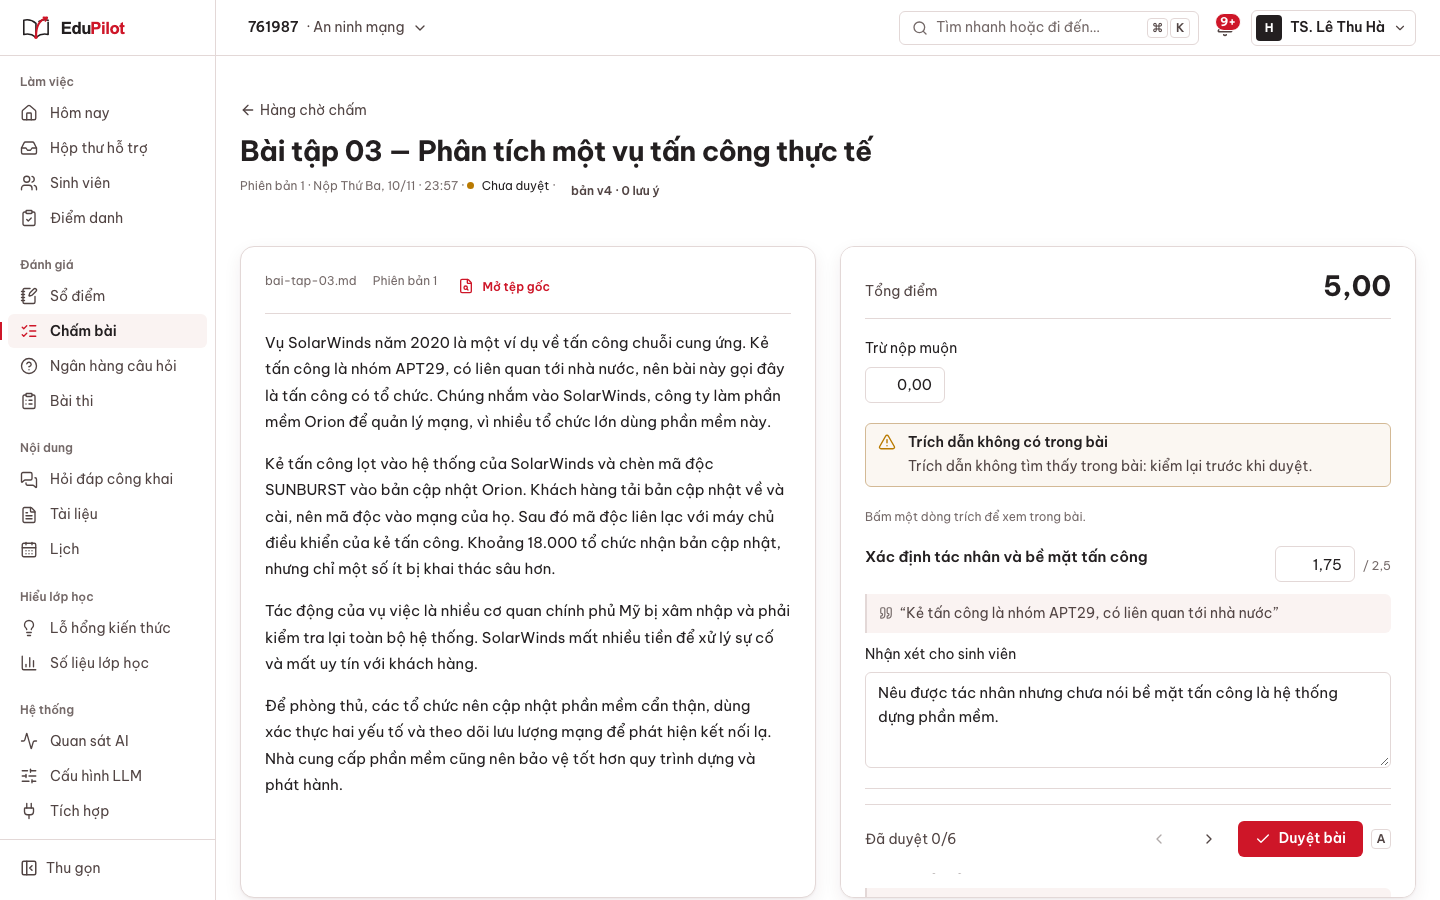 EduPilot
761987 · An ninh mạng
Tìm nhanh hoặc đi đến...
⌘ K
9+
H
TS. Lê Thu Hà
Làm việc
Hôm nay
Hộp thư hỗ trợ
Sinh viên
Điểm danh
Đánh giá
Sổ điểm
Chấm bài
Ngân hàng câu hỏi
Bài thi
Nội dung
Hỏi đáp công khai
Tài liệu
Lịch
Hiểu lớp học
Lỗ hổng kiến thức
Số liệu lớp học
Hệ thống
Quan sát AI
Cấu hình LLM
Tích hợp
Thu gọn
Hàng chờ chấm
Bài tập 03 — Phân tích một vụ tấn công thực tế
Phiên bản 1 · Nộp Thứ Ba, 10/11 · 23:57 · Chưa duyệt · bản v4 · 0 lưu ý
bai-tap-03.md Phiên bản 1 Mở tệp gốc
Vụ SolarWinds năm 2020 là một ví dụ về tấn công chuỗi cung ứng. Kẻ
tấn công là nhóm APT29, có liên quan tới nhà nước, nên bài này gọi đây
là tấn công có tổ chức. Chúng nhắm vào SolarWinds, công ty làm phần
mềm Orion để quản lý mạng, vì nhiều tổ chức lớn dùng phần mềm này.
Kẻ tấn công lọt vào hệ thống của SolarWinds và chèn mã độc
SUNBURST vào bản cập nhật Orion. Khách hàng tải bản cập nhật về và
cài, nên mã độc vào mạng của họ. Sau đó mã độc liên lạc với máy chủ
điều khiển của kẻ tấn công. Khoảng 18.000 tổ chức nhận bản cập nhật,
nhưng chỉ một số ít bị khai thác sâu hơn.
Tác động của vụ việc là nhiều cơ quan chính phủ Mỹ bị xâm nhập và phải
kiểm tra lại toàn bộ hệ thống. SolarWinds mất nhiều tiền để xử lý sự cố
và mất uy tín với khách hàng.
Để phòng thủ, các tổ chức nên cập nhật phần mềm cẩn thận, dùng
xác thực hai yếu tố và theo dõi lưu lượng mạng để phát hiện kết nối lạ.
Nhà cung cấp phần mềm cũng nên bảo vệ tốt hơn quy trình dựng và
phát hành.
Tổng điểm 5,00
Trừ nộp muộn
0,00
Trích dẫn không có trong bài
Trích dẫn không tìm thấy trong bài: kiểm lại trước khi duyệt.
Bấm một dòng trích để xem trong bài.
Xác định tác nhân và bề mặt tấn công 1,75 / 2,5
“Kẻ tấn công là nhóm APT29, có liên quan tới nhà nước”
Nhận xét cho sinh viên
Nêu được tác nhân nhưng chưa nói bề mặt tấn công là hệ thống
dựng phần mềm.
Đã duyệt 0/6 Duyệt bài A